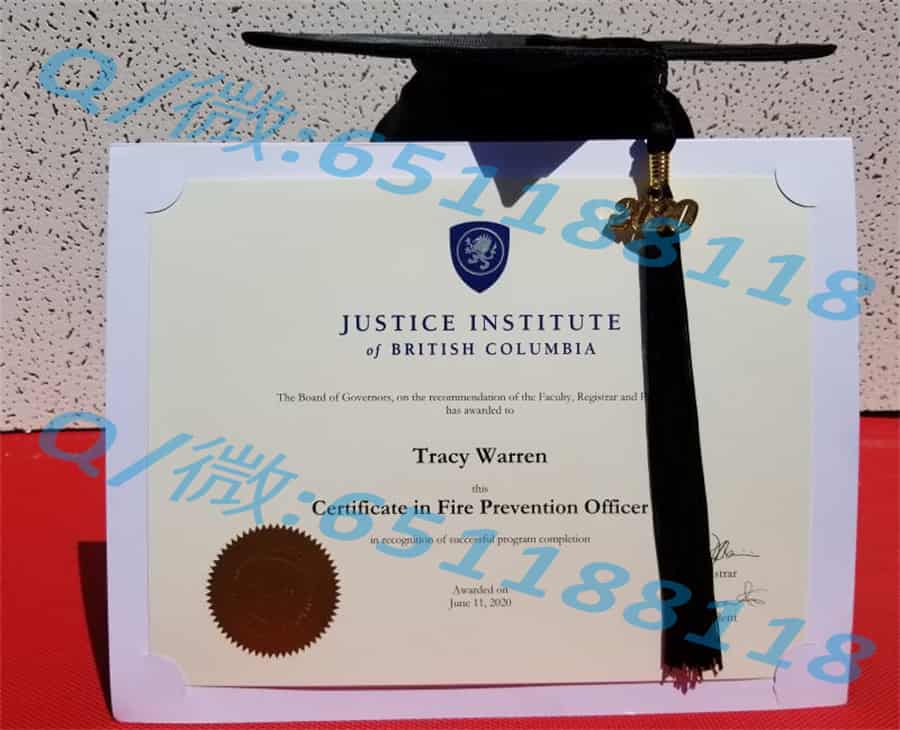 Q/微:651188118
JUSTICE INSTITUTE
of BRITISH COLUMBIA
The Board of Governors, on the recommendation of the Faculty, Registrar and P
has awarded to
Tracy Warren
this
Certificate in Fire Prevention Officer
in recognition of successful program completion
Awarded on
June 11, 2020
strar
Q/微:651188118